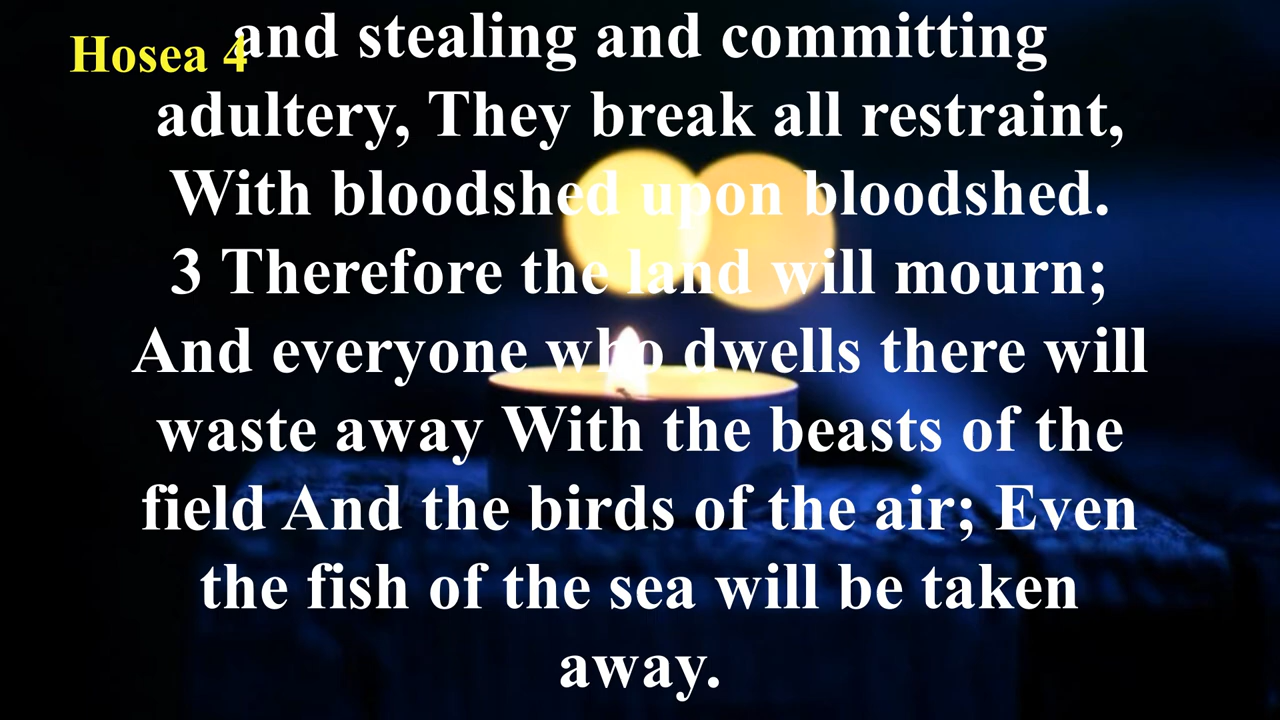 Hosea 4
and stealing and committing
adultery, They break all restraint,
With bloodshed upon bloodshed.
3 Therefore the land will mourn;
And everyone who dwells there will
waste away With the beasts of the
field And the birds of the air; Even
the fish of the sea will be taken
away.